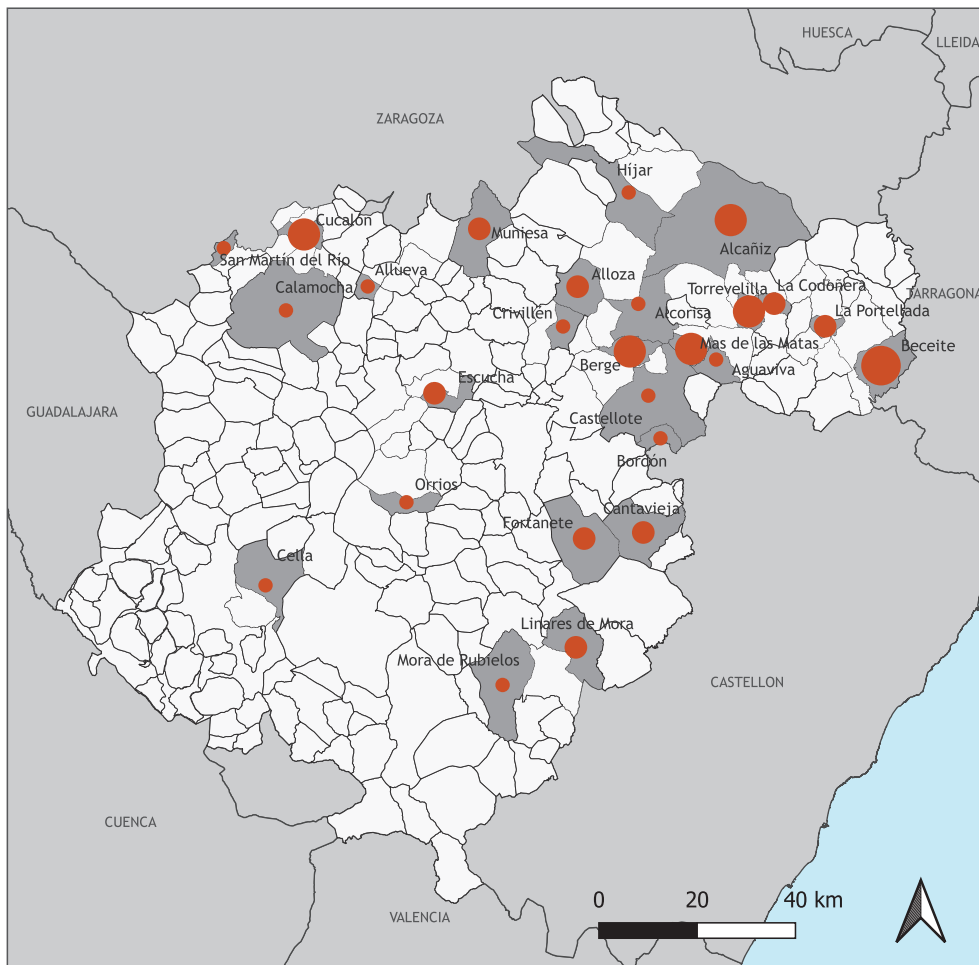 HUESCA
LLEIDA
ZARAGOZA
Híjar
Cucalón
Muniesa
Alcañiz
San Martín del Río
Allueva
Alloza
Calamocha
Torrevelilla
La Codoñera
TARRAGONA
Crivillén
Alcorisa
La Portellada
Mas de las Matas
Beceite
Berge
Aguaviva
Escucha
GUADALAJARA
Castellote
Bordón
Orrios
Cantavieja
Fortanete
Cella
Linares de Mora
Mora de Rubielos
CASTELLON
CUENCA
0 20 40 km
VALENCIA